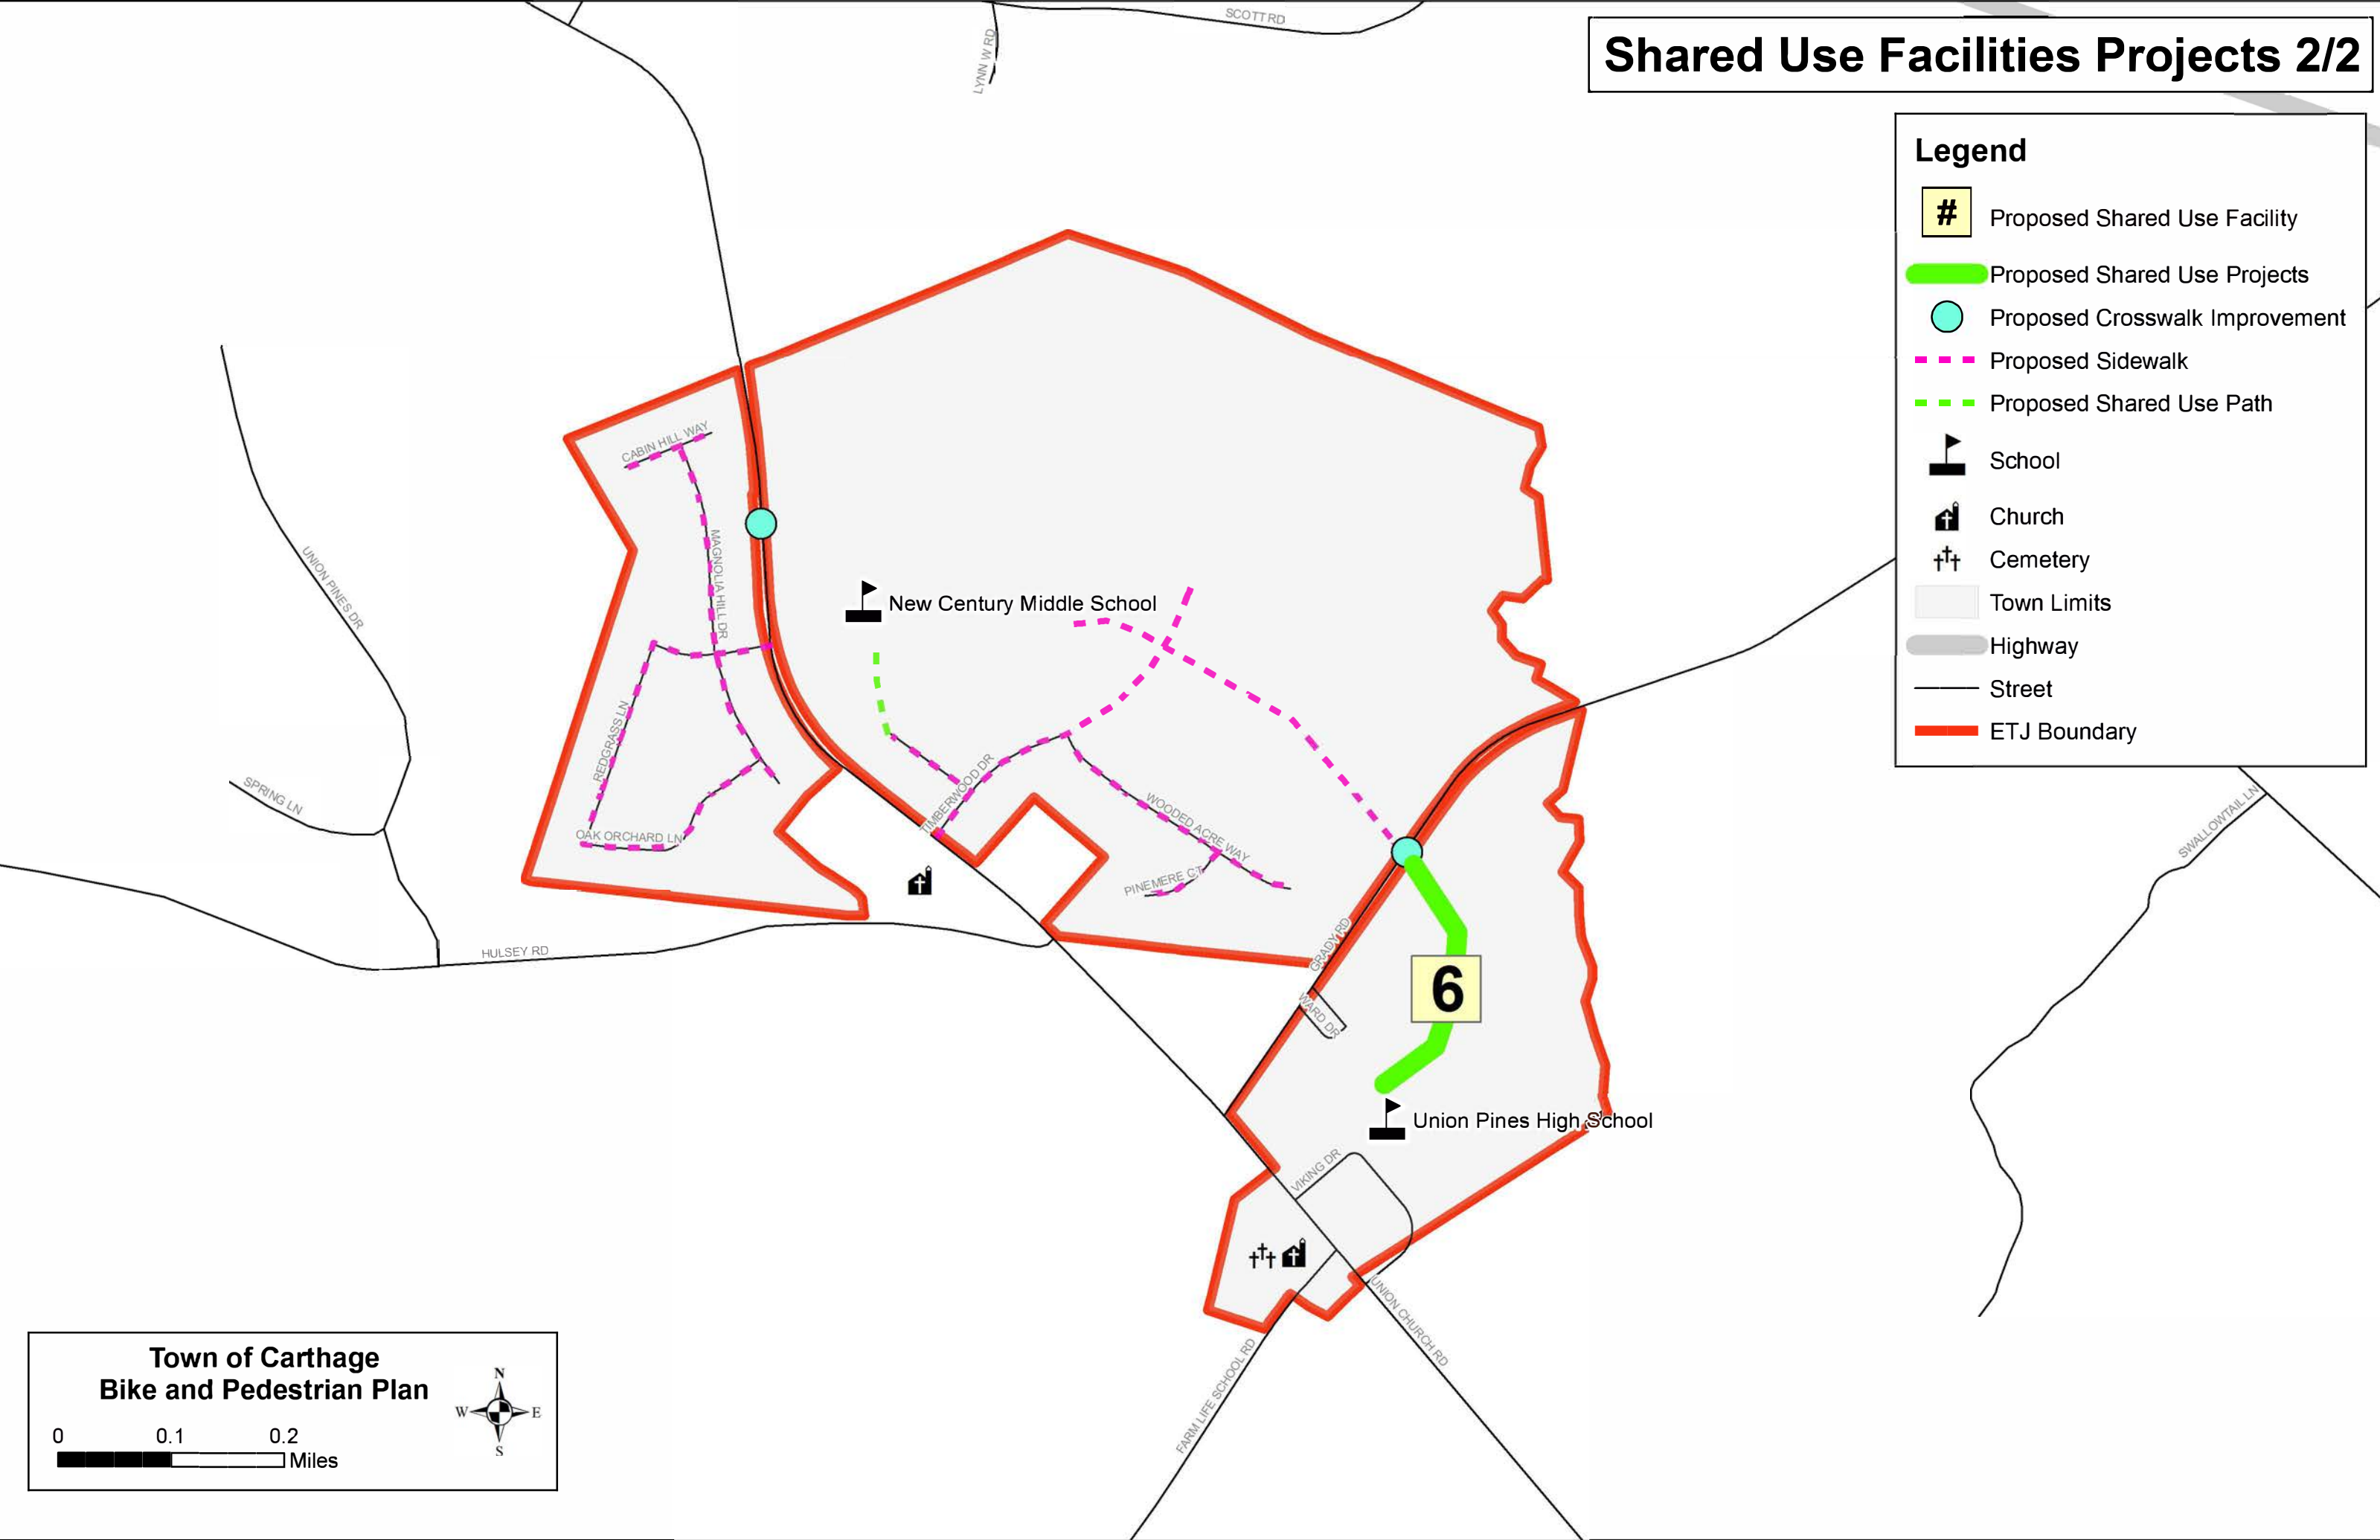 SCOTT RD
LYNN W RD
Shared Use Facilities Projects 2/2
Legend
# Proposed Shared Use Facility
Proposed Shared Use Projects
Proposed Crosswalk Improvement
Proposed Sidewalk
Proposed Shared Use Path
School
Church
Cemetery
Town Limits
Highway
Street
ETJ Boundary
CABIN HILL WAY
MAGNOLIA HILL DR
UNION PINES DR
New Century Middle School
REDGRASS LN
SPRING LN
TIMBERWOOD DR
WOODED ACRE WAY
OAK ORCHARD LN
PINEMERE CT
SWALLOWTAIL LN
HULSEY RD
GRADY RD
WARD DR
6
Union Pines High School
VIKING DR
UNION CHURCH RD
FARM LIFE SCHOOL RD
Town of Carthage
Bike and Pedestrian Plan
N
W E
S
0 0.1 0.2
Miles